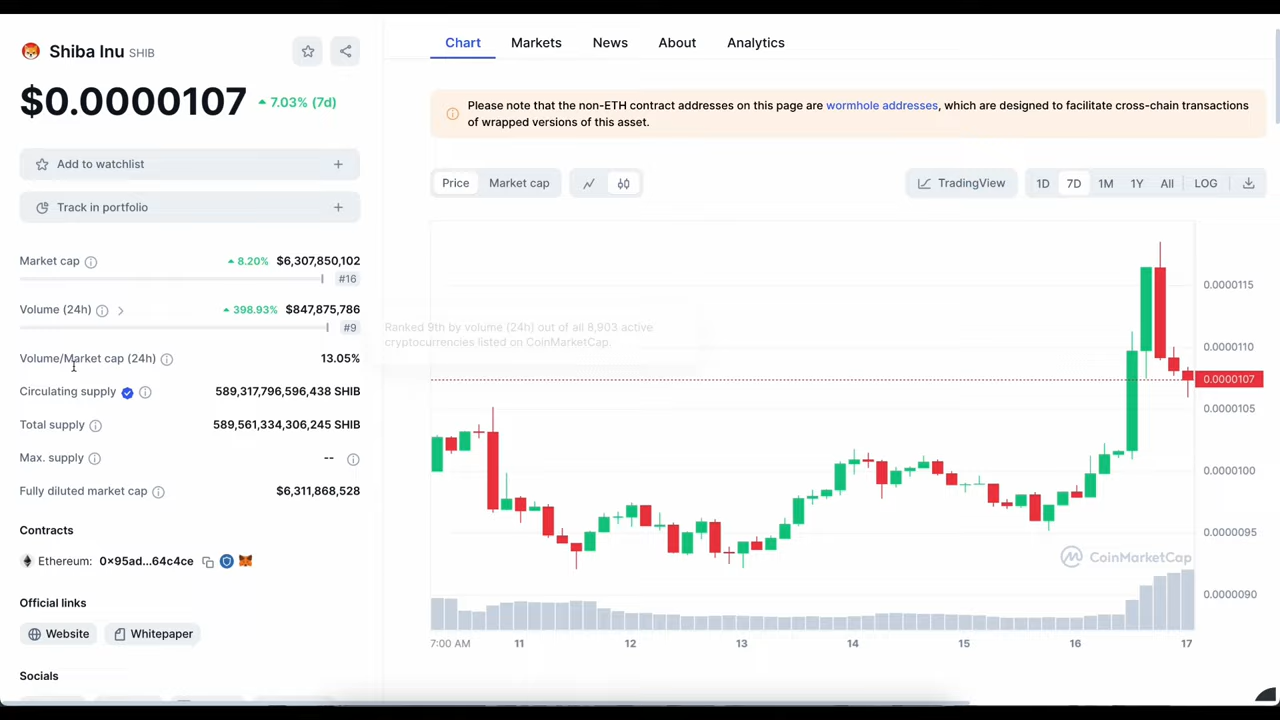 Shiba Inu SHIB
$0.0000107 7.03% (7d)
Add to watchlist
Track in portfolio
Market cap 8.20% $6,307,850,102
#16
Volume (24h) 398.93% $847,875,786
#9
Volume/Market cap (24h) 13.05%
Circulating supply 589,317,796,596,438 SHIB
Total supply 589,561,334,306,245 SHIB
Max. supply --
Fully diluted market cap $6,311,868,528
Contracts
Ethereum: 0x95ad...64c4ce
Official links
Website Whitepaper
Socials
Chart Markets News About Analytics
Please note that the non-ETH contract addresses on this page are wormhole addresses, which are designed to facilitate cross-chain transactions
of wrapped versions of this asset.
Price Market cap TradingView 1D 7D 1M 1Y All LOG
Ranked 9th by volume (24h) out of all 8,903 active
cryptocurrencies listed on CoinMarketCap.
0.0000115
0.0000110
0.0000107
0.0000105
0.0000100
0.0000095
CoinMarketCap
0.0000090
7:00 AM 11 12 13 14 15 16 17